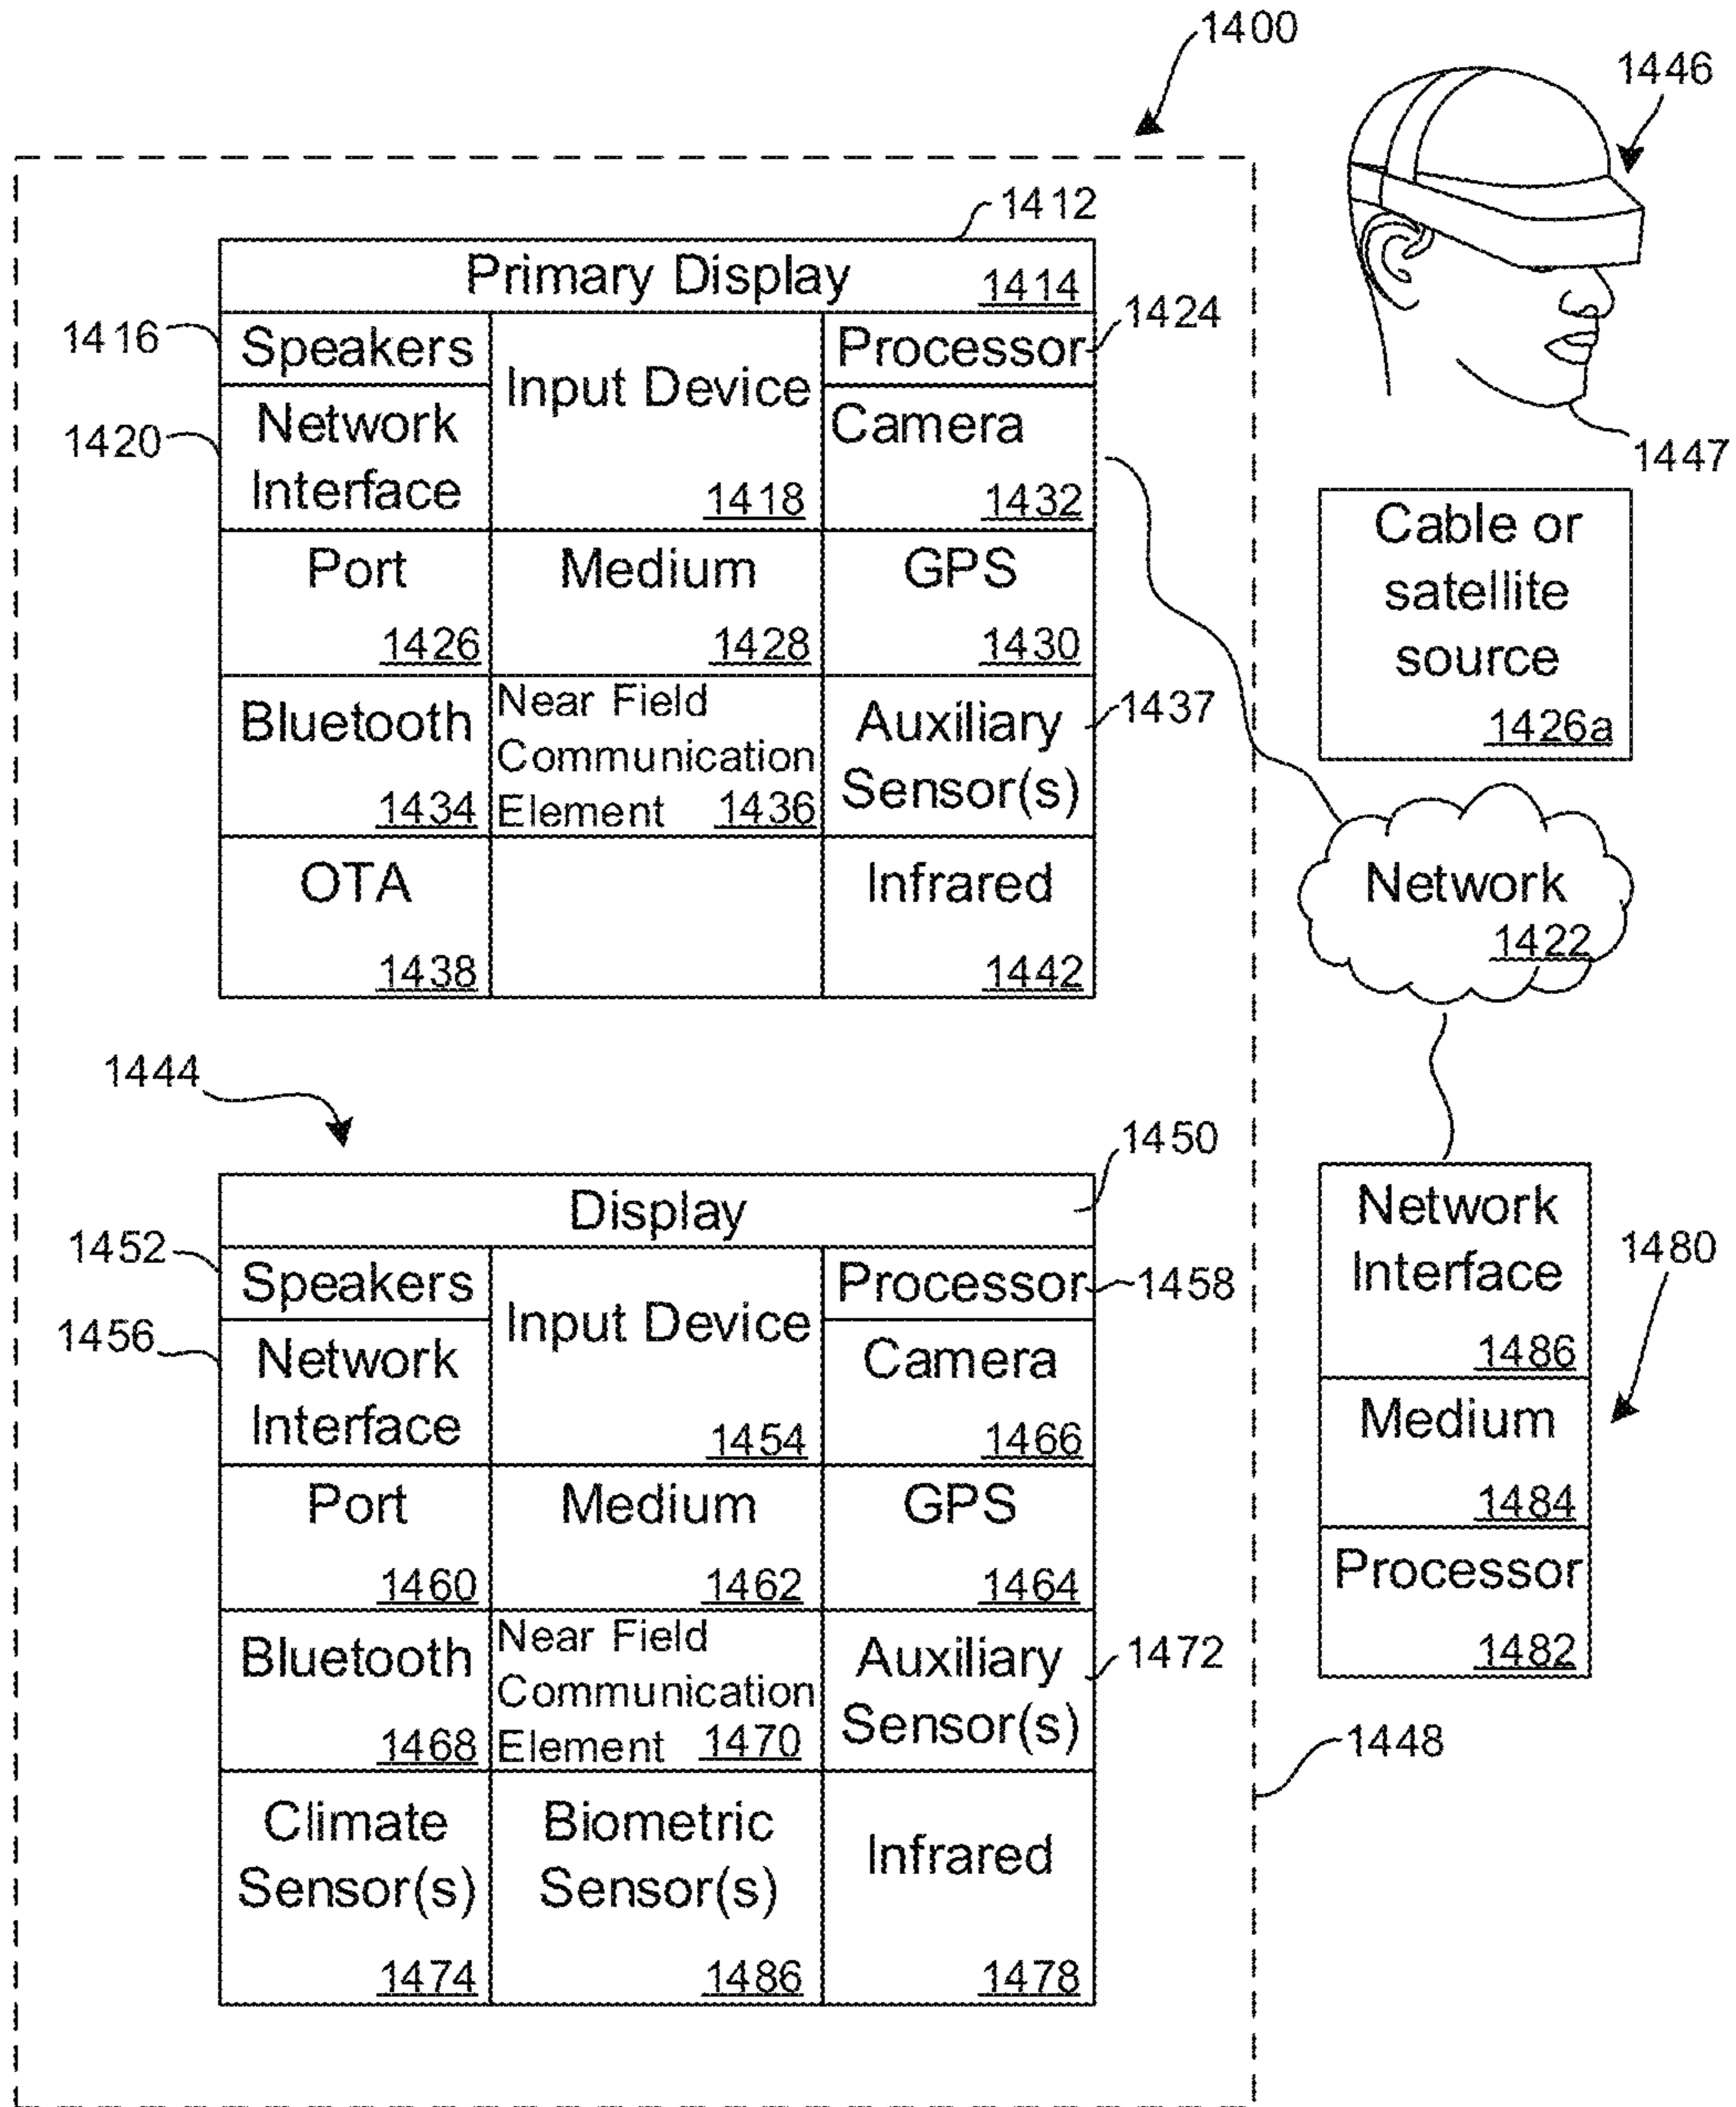 1400
1446
1412
Primary Display
1414
1416
Speakers
Input Device
1418
Processor
1424
1420
Network
Interface
Camera
1432
1447
Port
1426
Medium
1428
GPS
1430
Cable or
satellite
source
1426a
Bluetooth
1434
Near Field
Communication
Element 1436
Auxiliary
Sensor(s)
1437
OTA
1438
Infrared
1442
Network
1422
1444
1450
Display
1452
Speakers
Input Device
1454
Processor
1458
1456
Network
Interface
Camera
1466
Port
1460
Medium
1462
GPS
1464
Bluetooth
1468
Near Field
Communication
Element 1470
Auxiliary
Sensor(s)
1472
Climate
Sensor(s)
1474
Biometric
Sensor(s)
1486
Infrared
1478
Network
Interface
1486
1480
Medium
1484
Processor
1482
1448